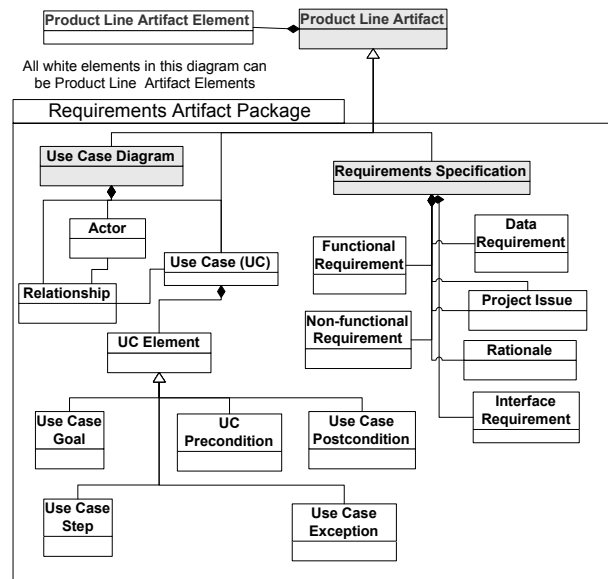 Product Line Artifact Element
Product Line Artifact
All white elements in this diagram can
be Product Line Artifact Elements
Requirements Artifact Package
Use Case Diagram
Requirements Specification
Actor
Data
Requirement
Functional
Requirement
Use Case (UC)
Relationship
Project Issue
Non-functional
Requirement
UC Element
Rationale
Interface
Requirement
Use Case
Goal
UC
Precondition
Use Case
Postcondition
Use Case
Step
Use Case
Exception